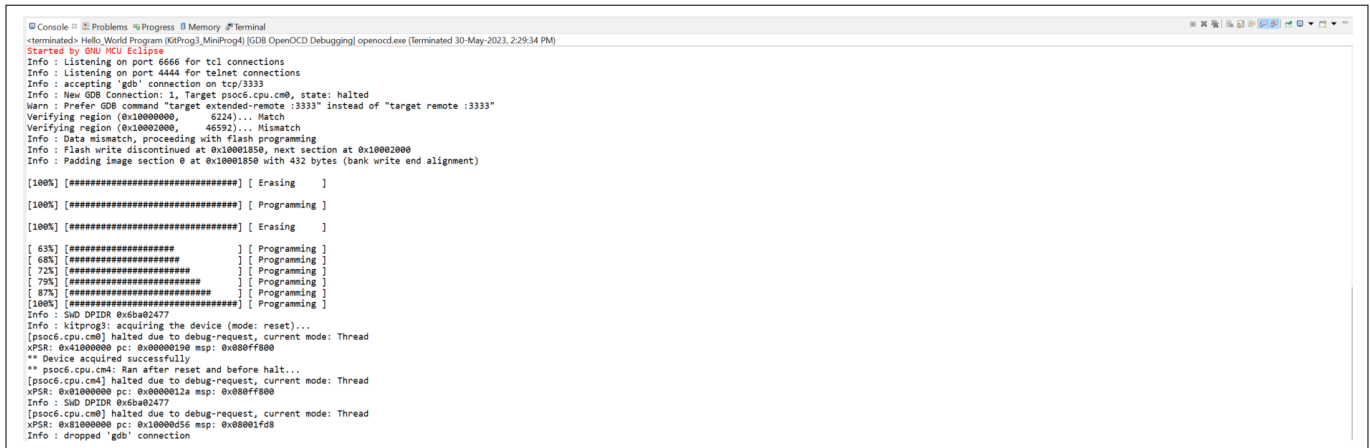 Console Problems Progress Memory Terminal
<terminated> Hello_World Program (KitProg3_MiniProg4) [GDB OpenOCD Debugging] openocd.exe (Terminated 30-May-2023, 2:29:34 PM)
Started by GNU MCU Eclipse
Info : Listening on port 6666 for tcl connections
Info : Listening on port 4444 for telnet connections
Info : accepting 'gdb' connection on tcp/3333
Info : New GDB Connection: 1, Target psoc6.cpu.cm0, state: halted
Warn : Prefer GDB command "target extended-remote :3333" instead of "target remote :3333"
Verifying region (0x10000000,      6224)... Match
Verifying region (0x10002000,     46592)... Mismatch
Info : Data mismatch, proceeding with flash programming
Info : Flash write discontinued at 0x10001850, next section at 0x10002000
Info : Padding image section 0 at 0x10001850 with 432 bytes (bank write end alignment)
[100%] [################################] [ Erasing     ]
[100%] [################################] [ Programming ]
[100%] [################################] [ Erasing     ]
[ 63%] [####################            ] [ Programming ]
[ 68%] [#####################           ] [ Programming ]
[ 72%] [#######################         ] [ Programming ]
[ 79%] [#########################       ] [ Programming ]
[ 87%] [###########################     ] [ Programming ]
[100%] [################################] [ Programming ]
Info : SWD DPIDR 0x6ba02477
Info : kitprog3: acquiring the device (mode: reset)...
[psoc6.cpu.cm0] halted due to debug-request, current mode: Thread
xPSR: 0x41000000 pc: 0x00000190 msp: 0x080ff800
** Device acquired successfully
** psoc6.cpu.cm4: Ran after reset and before halt...
[psoc6.cpu.cm4] halted due to debug-request, current mode: Thread
xPSR: 0x01000000 pc: 0x0000012a msp: 0x080ff800
Info : SWD DPIDR 0x6ba02477
[psoc6.cpu.cm0] halted due to debug-request, current mode: Thread
xPSR: 0x81000000 pc: 0x10000d56 msp: 0x08001fd8
Info : dropped 'gdb' connection